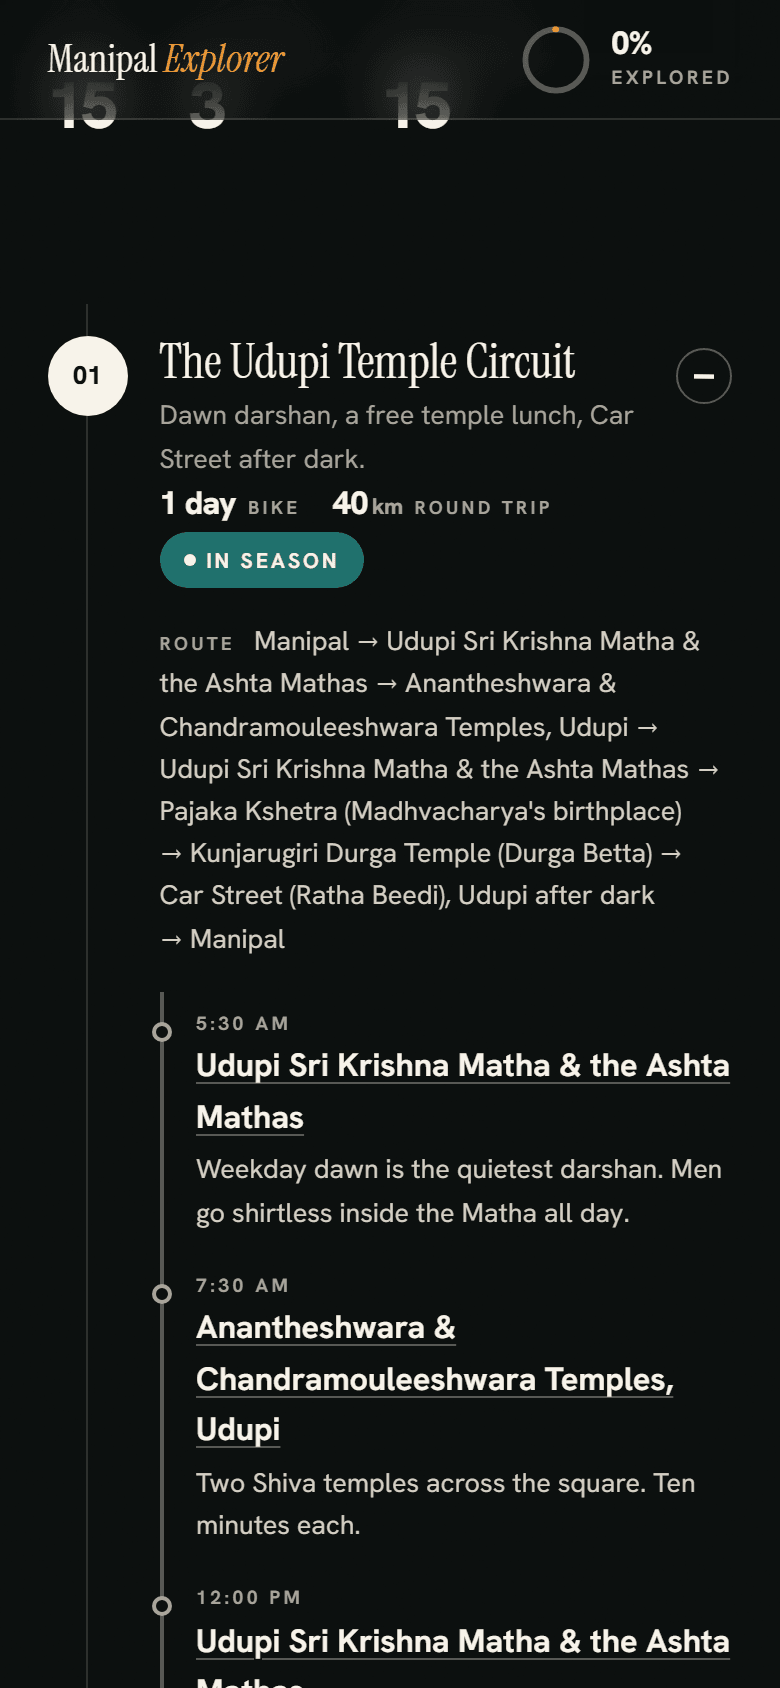 Manipal Explorer
0%
EXPLORED
15 3 15
01
The Udupi Temple Circuit
Dawn darshan, a free temple lunch, Car
Street after dark.
1 day BIKE 40 km ROUND TRIP
IN SEASON
ROUTE Manipal → Udupi Sri Krishna Matha &
the Ashta Mathas → Anantheshwara &
Chandramouleeshwara Temples, Udupi →
Udupi Sri Krishna Matha & the Ashta Mathas →
Pajaka Kshetra (Madhvacharya's birthplace)
→ Kunjarugiri Durga Temple (Durga Betta) →
Car Street (Ratha Beedi), Udupi after dark
→ Manipal
5:30 AM
Udupi Sri Krishna Matha & the Ashta
Mathas
Weekday dawn is the quietest darshan. Men
go shirtless inside the Matha all day.
7:30 AM
Anantheshwara &
Chandramouleeshwara Temples,
Udupi
Two Shiva temples across the square. Ten
minutes each.
12:00 PM
Udupi Sri Krishna Matha & the Ashta
Mathas